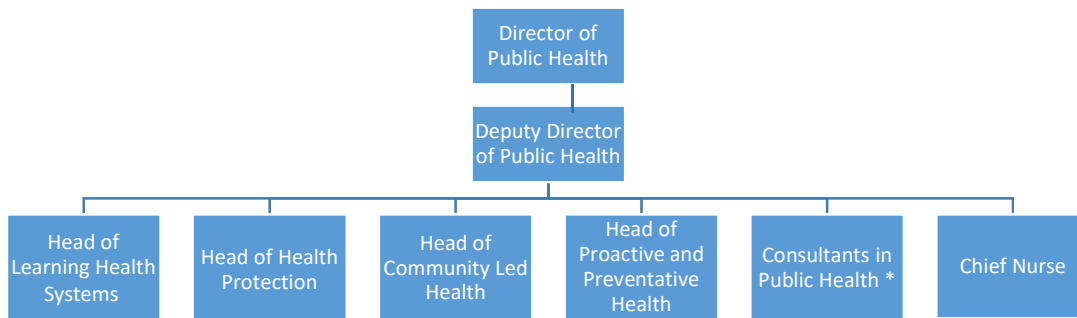 Director of
Public Health
Deputy Director
of Public Health
Head of
Learning Health
Systems
Head of Health
Protection
Head of
Community Led
Health
Head of
Proactive and
Preventative
Health
Consultants in
Public Health *
Chief Nurse